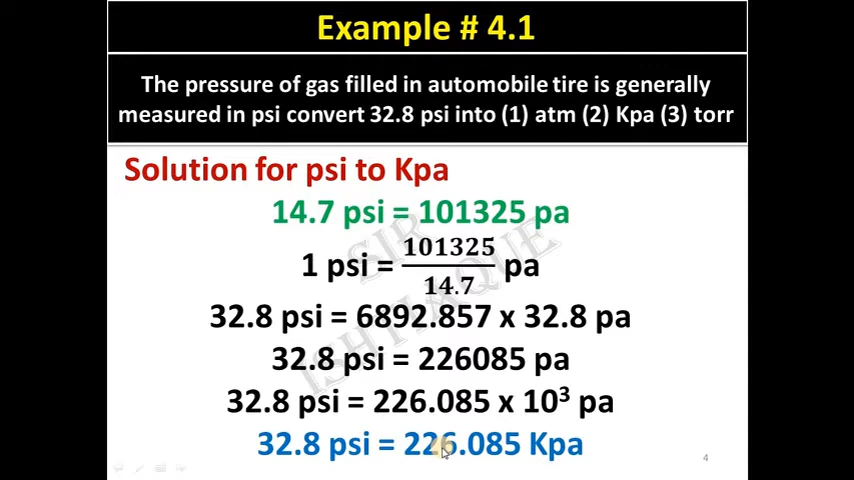 Example # 4.1
The pressure of gas filled in automobile tire is generally
measured in psi convert 32.8 psi into (1) atm (2) Kpa (3) torr
Solution for psi to Kpa
14.7 psi = 101325 pa
1 psi = 101325/14.7 pa
32.8 psi = 6892.857 x 32.8 pa
32.8 psi = 226085 pa
32.8 psi = 226.085 x 10³ pa
32.8 psi = 226.085 Kpa
SIR
ISHTIAQUE
4